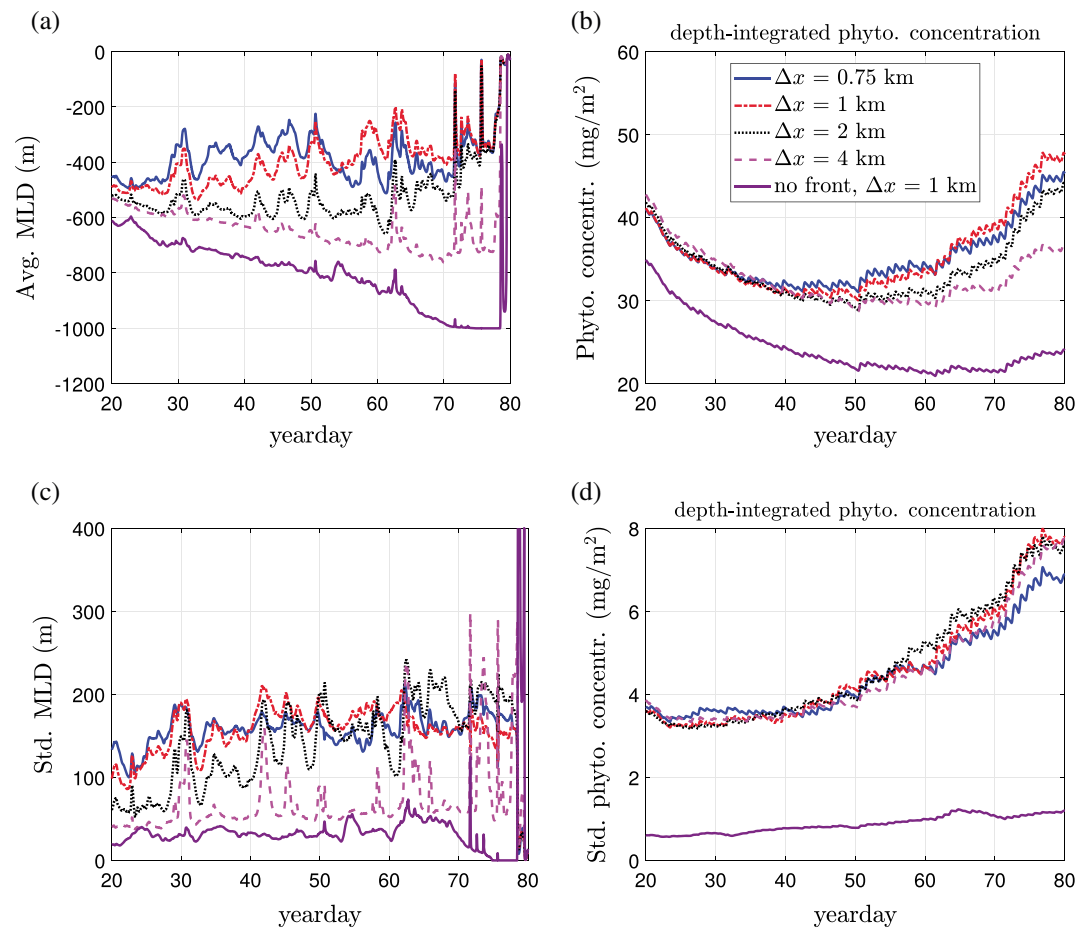 (a)
0
-200
-400
-600
-800
-1000
-1200
Avg. MLD (m)
20 30 40 50 60 70 80
yearday
(b)
depth-integrated phyto. concentration
60
50
40
30
20
Phyto. concentr. (mg/m²)
Δx = 0.75 km
Δx = 1 km
Δx = 2 km
Δx = 4 km
no front, Δx = 1 km
20 30 40 50 60 70 80
yearday
(c)
400
300
200
100
0
Std. MLD (m)
20 30 40 50 60 70 80
yearday
(d)
depth-integrated phyto. concentration
8
6
4
2
0
Std. phyto concentr. (mg/m²)
20 30 40 50 60 70 80
yearday